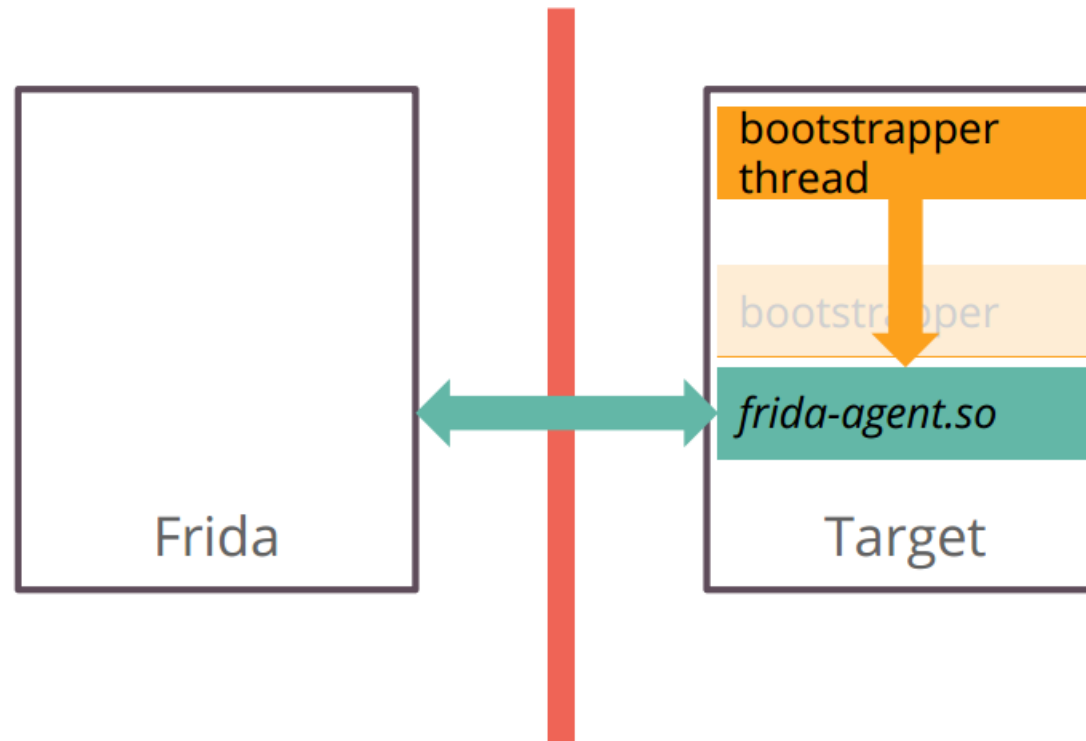 bootstrapper
thread
bootstrapper
frida-agent.so
Frida
Target